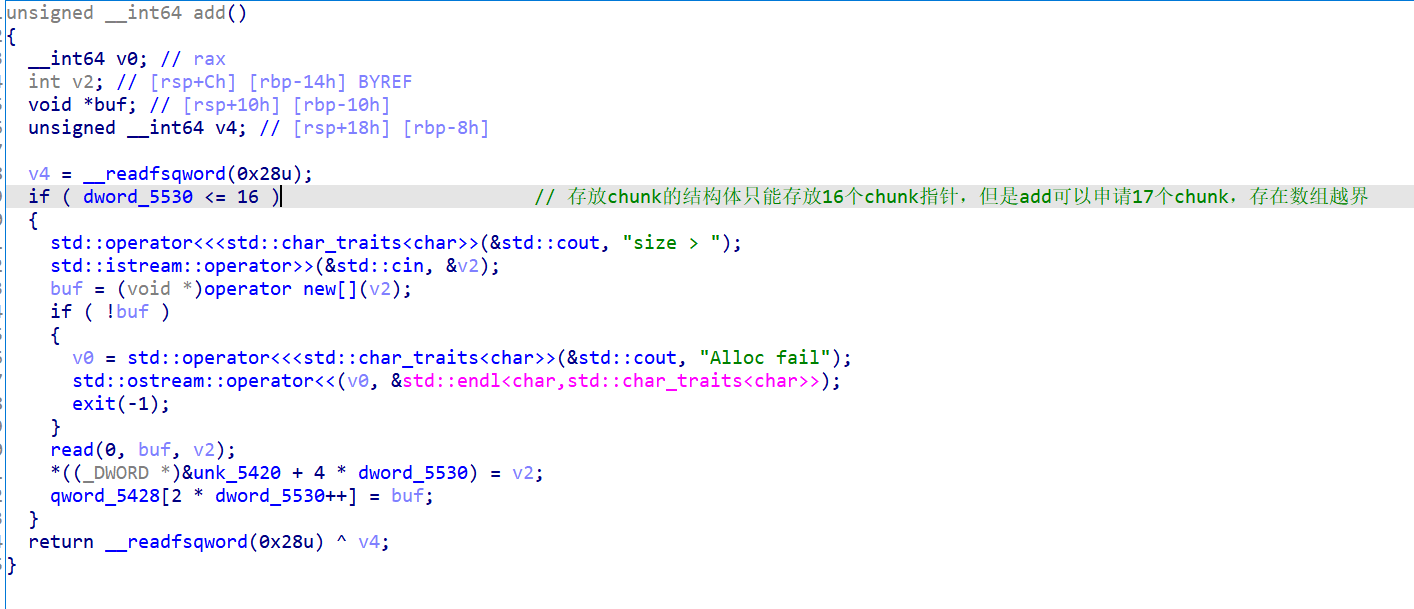 unsigned __int64 add()
{
  __int64 v0; // rax
  int v2; // [rsp+Ch] [rbp-14h] BYREF
  void *buf; // [rsp+10h] [rbp-10h]
  unsigned __int64 v4; // [rsp+18h] [rbp-8h]

  v4 = __readfsqword(0x28u);
  if ( dword_5530 <= 16 ) // 存放chunk的结构体只能存放16个chunk指针，但是add可以申请17个chunk，存在数组越界
  {
    std::operator<<<std::char_traits<char>>(&std::cout, "size > ");
    std::istream::operator>>(&std::cin, &v2);
    buf = (void *)operator new[](v2);
    if ( !buf )
    {
      v0 = std::operator<<<std::char_traits<char>>(&std::cout, "Alloc fail");
      std::ostream::operator<<(v0, &std::endl<char,std::char_traits<char>>);
      exit(-1);
    }
    read(0, buf, v2);
    *((_DWORD *)&unk_5420 + 4 * dword_5530) = v2;
    qword_5428[2 * dword_5530++] = buf;
  }
  return __readfsqword(0x28u) ^ v4;
}